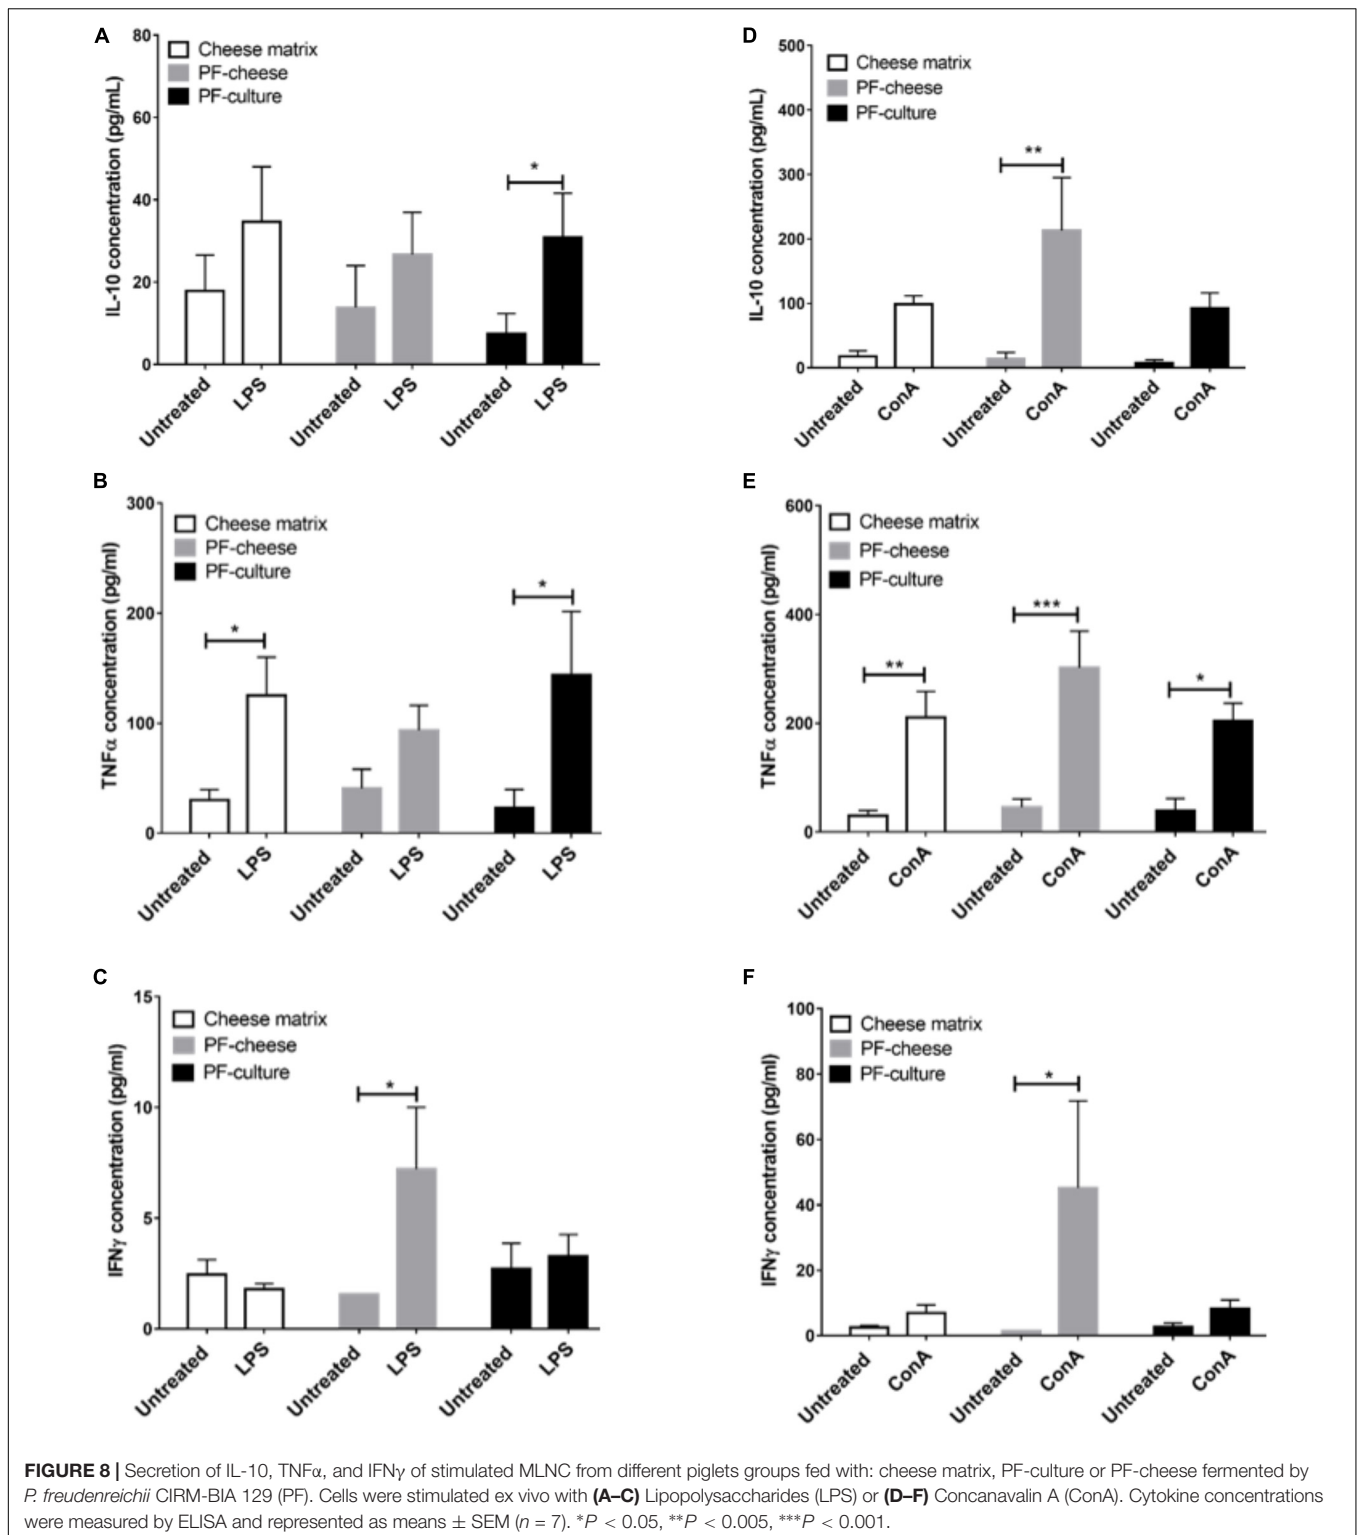 A
80
60
40
20
0
IL-10 concentration (pg/mL)
Cheese matrix
PF-cheese
PF-culture
*
Untreated LPS Untreated LPS Untreated LPS
D
500
400
300
200
100
0
IL-10 concentration (pg/mL)
Cheese matrix
PF-cheese
PF-culture
**
Untreated ConA Untreated ConA Untreated ConA
B
300
200
100
0
TNFα concentration (pg/ml)
Cheese matrix
PF-cheese
PF-culture
*
*
Untreated LPS Untreated LPS Untreated LPS
E
600
400
200
0
TNFα concentration (pg/ml)
Cheese matrix
PF-cheese
PF-culture
**
***
*
Untreated ConA Untreated ConA Untreated ConA
C
15
10
5
0
IFNγ concentration (pg/ml)
Cheese matrix
PF-cheese
PF-culture
*
Untreated LPS Untreated LPS Untreated LPS
F
100
80
60
40
20
0
IFNγ concentration (pg/ml)
Cheese matrix
PF-cheese
PF-culture
*
Untreated ConA Untreated ConA Untreated ConA
FIGURE 8 | Secretion of IL-10, TNFα, and IFNγ of stimulated MLNC from different piglets groups fed with: cheese matrix, PF-culture or PF-cheese fermented by
P. freudenreichii CIRM-BIA 129 (PF). Cells were stimulated ex vivo with (A–C) Lipopolysaccharides (LPS) or (D–F) Concanavalin A (ConA). Cytokine concentrations
were measured by ELISA and represented as means ± SEM (n = 7). *P < 0.05, **P < 0.005, ***P < 0.001.